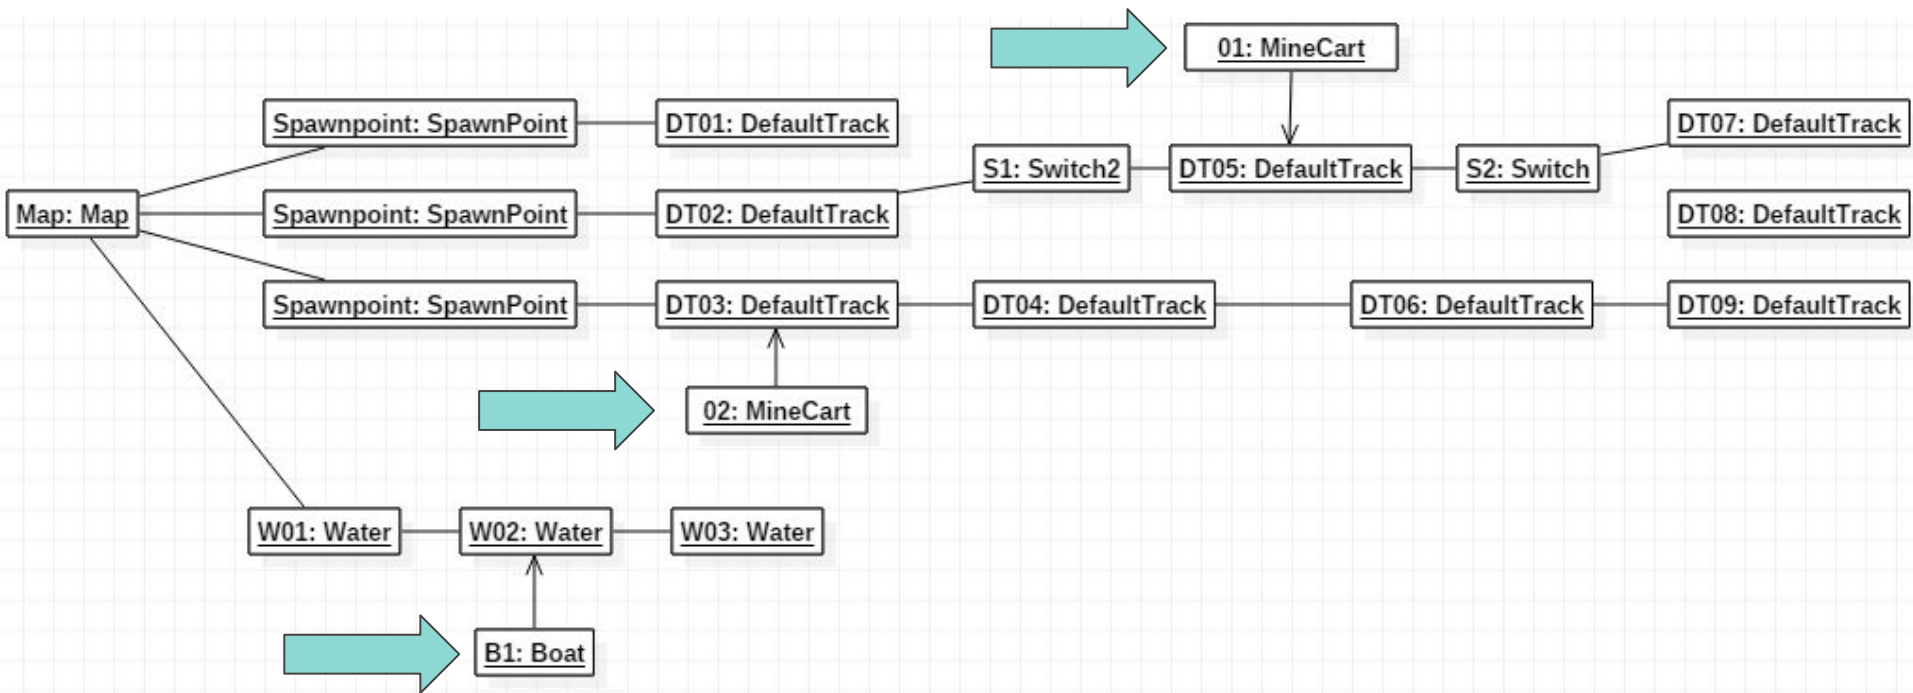 01: MineCart
Spawnpoint: SpawnPoint
DT01: DefaultTrack
DT07: DefaultTrack
S1: Switch2
DT05: DefaultTrack
S2: Switch
Map: Map
Spawnpoint: SpawnPoint
DT02: DefaultTrack
DT08: DefaultTrack
Spawnpoint: SpawnPoint
DT03: DefaultTrack
DT04: DefaultTrack
DT06: DefaultTrack
DT09: DefaultTrack
02: MineCart
W01: Water
W02: Water
W03: Water
B1: Boat